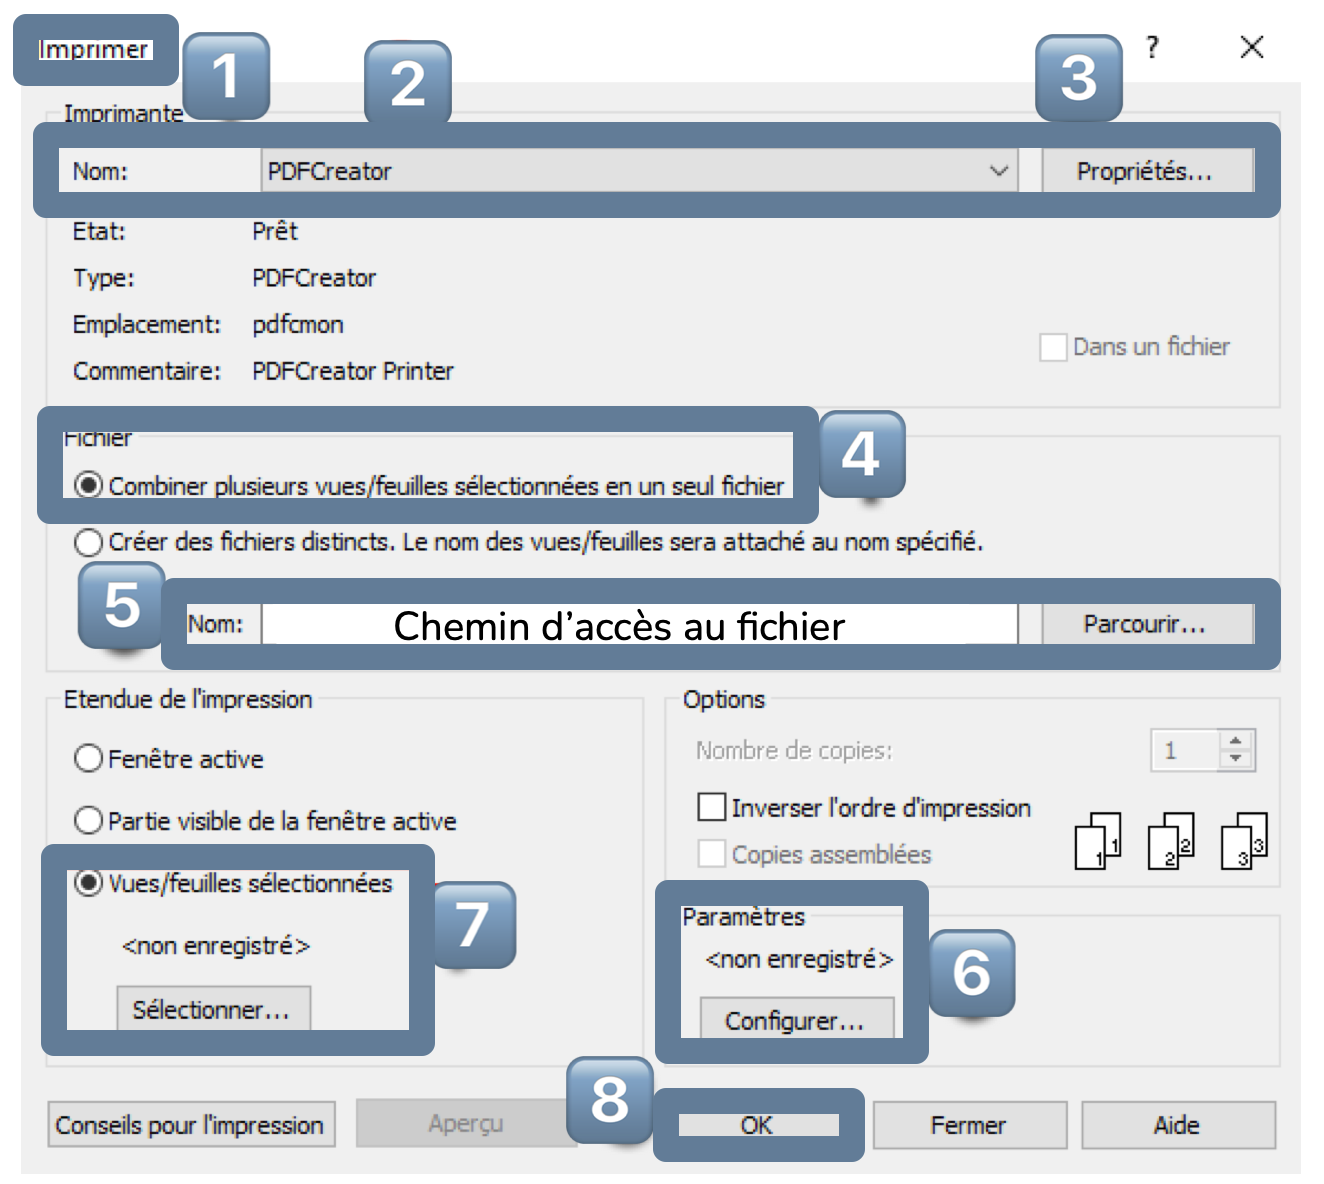 Imprimer
1
2
3
?
Imprimante
Nom: PDFCreator Propriétés...
Etat: Prêt
Type: PDFCreator
Emplacement: pdfcmon
Dans un fichier
Commentaire: PDFCreator Printer
Fichier
4
Combiner plusieurs vues/feuilles sélectionnées en un seul fichier
Créer des fichiers distincts. Le nom des vues/feuilles sera attaché au nom spécifié.
5
Nom: Chemin d'accès au fichier Parcourir...
Etendue de l'impression
Fenêtre active
Partie visible de la fenêtre active
Vues/feuilles sélectionnées
7
<non enregistré>
Sélectionner...
Options
Nombre de copies: 1
Inverser l'ordre d'impression
Copies assemblées
1 1 2 2 3 3
Paramètres
<non enregistré>
6
Configurer...
8
Conseils pour l'impression Aperçu OK Fermer Aide